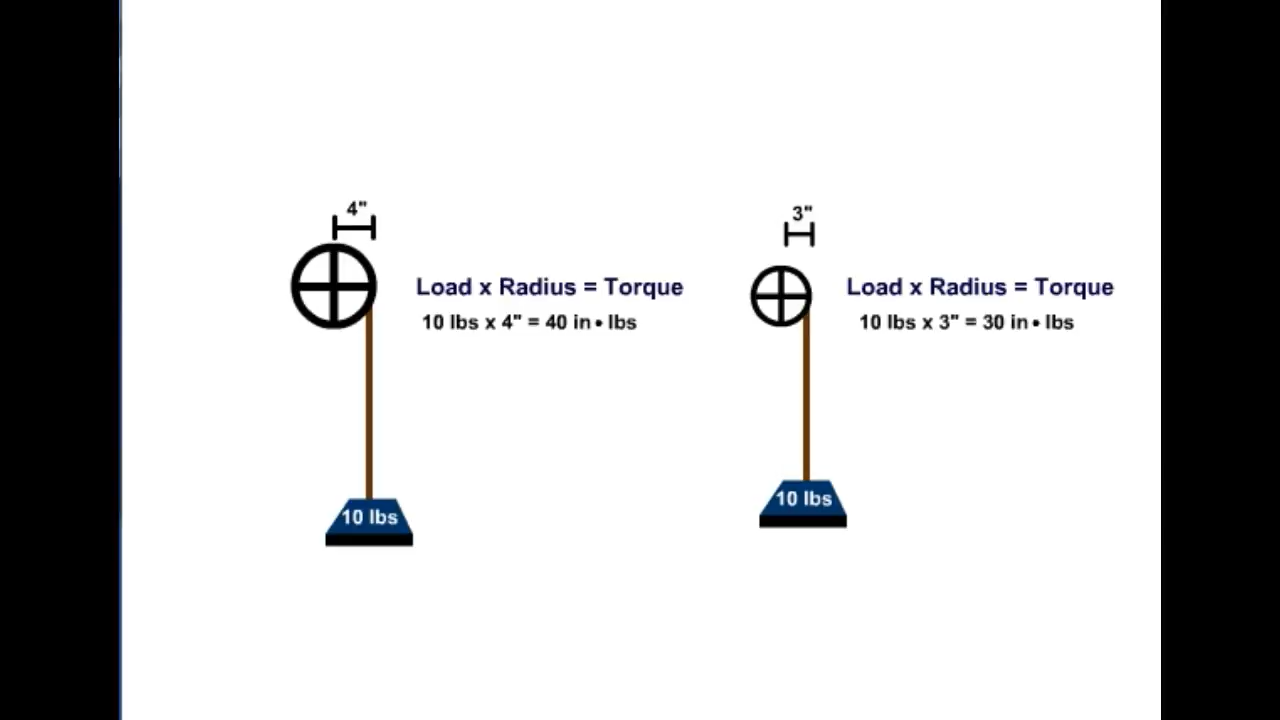 4"
Load x Radius = Torque
10 lbs x 4" = 40 in • lbs
10 lbs
3"
Load x Radius = Torque
10 lbs x 3" = 30 in • lbs
10 lbs